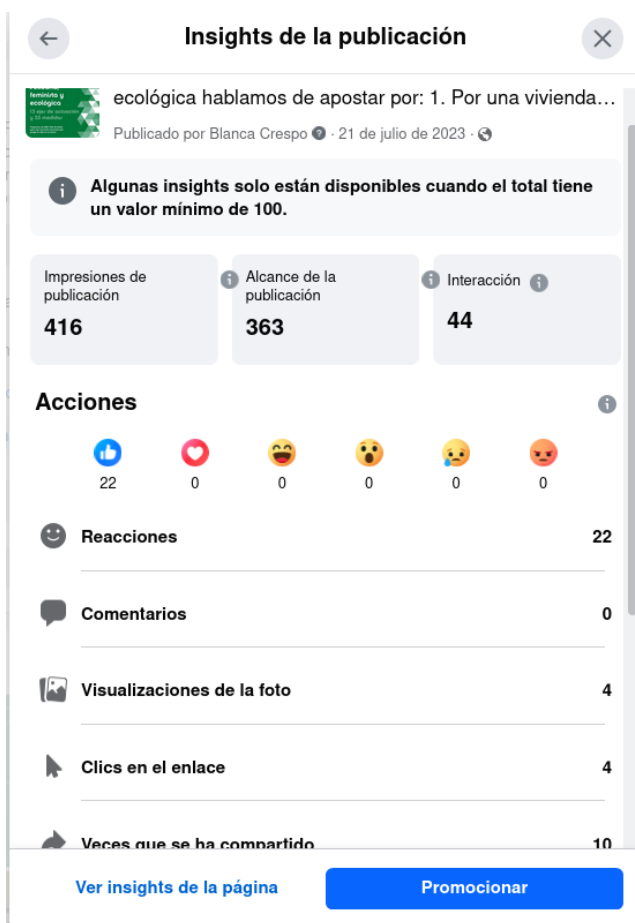 Insights de la publicación
feminista y
ecológica
ecológica hablamos de apostar por: 1. Por una vivienda…
Publicado por Blanca Crespo · 21 de julio de 2023 ·
Algunas insights solo están disponibles cuando el total tiene
un valor mínimo de 100.
Impresiones de
publicación
416
Alcance de la
publicación
363
Interacción
44
Acciones
22 0 0 0 0 0
Reacciones 22
Comentarios 0
Visualizaciones de la foto 4
Clics en el enlace 4
Veces que se ha compartido 10
Ver insights de la página
Promocionar